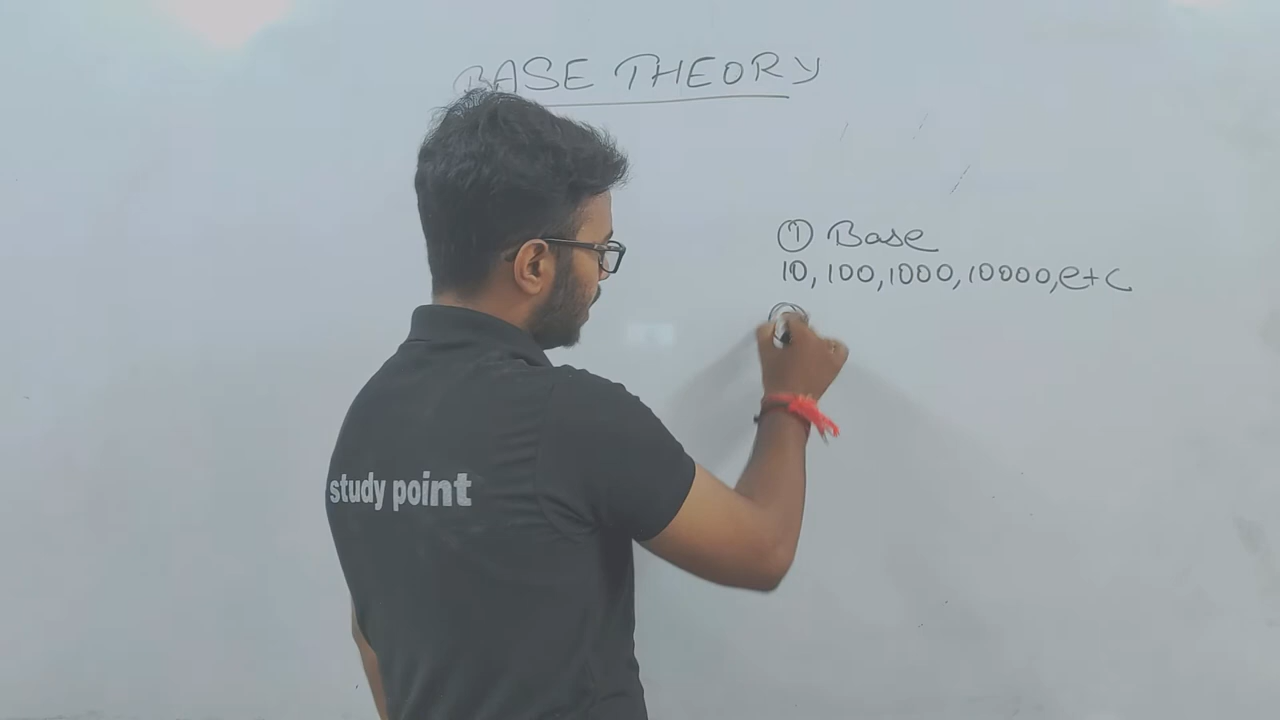 BASE THEORY
① Base
10, 100, 1000, 10000, etc
study point